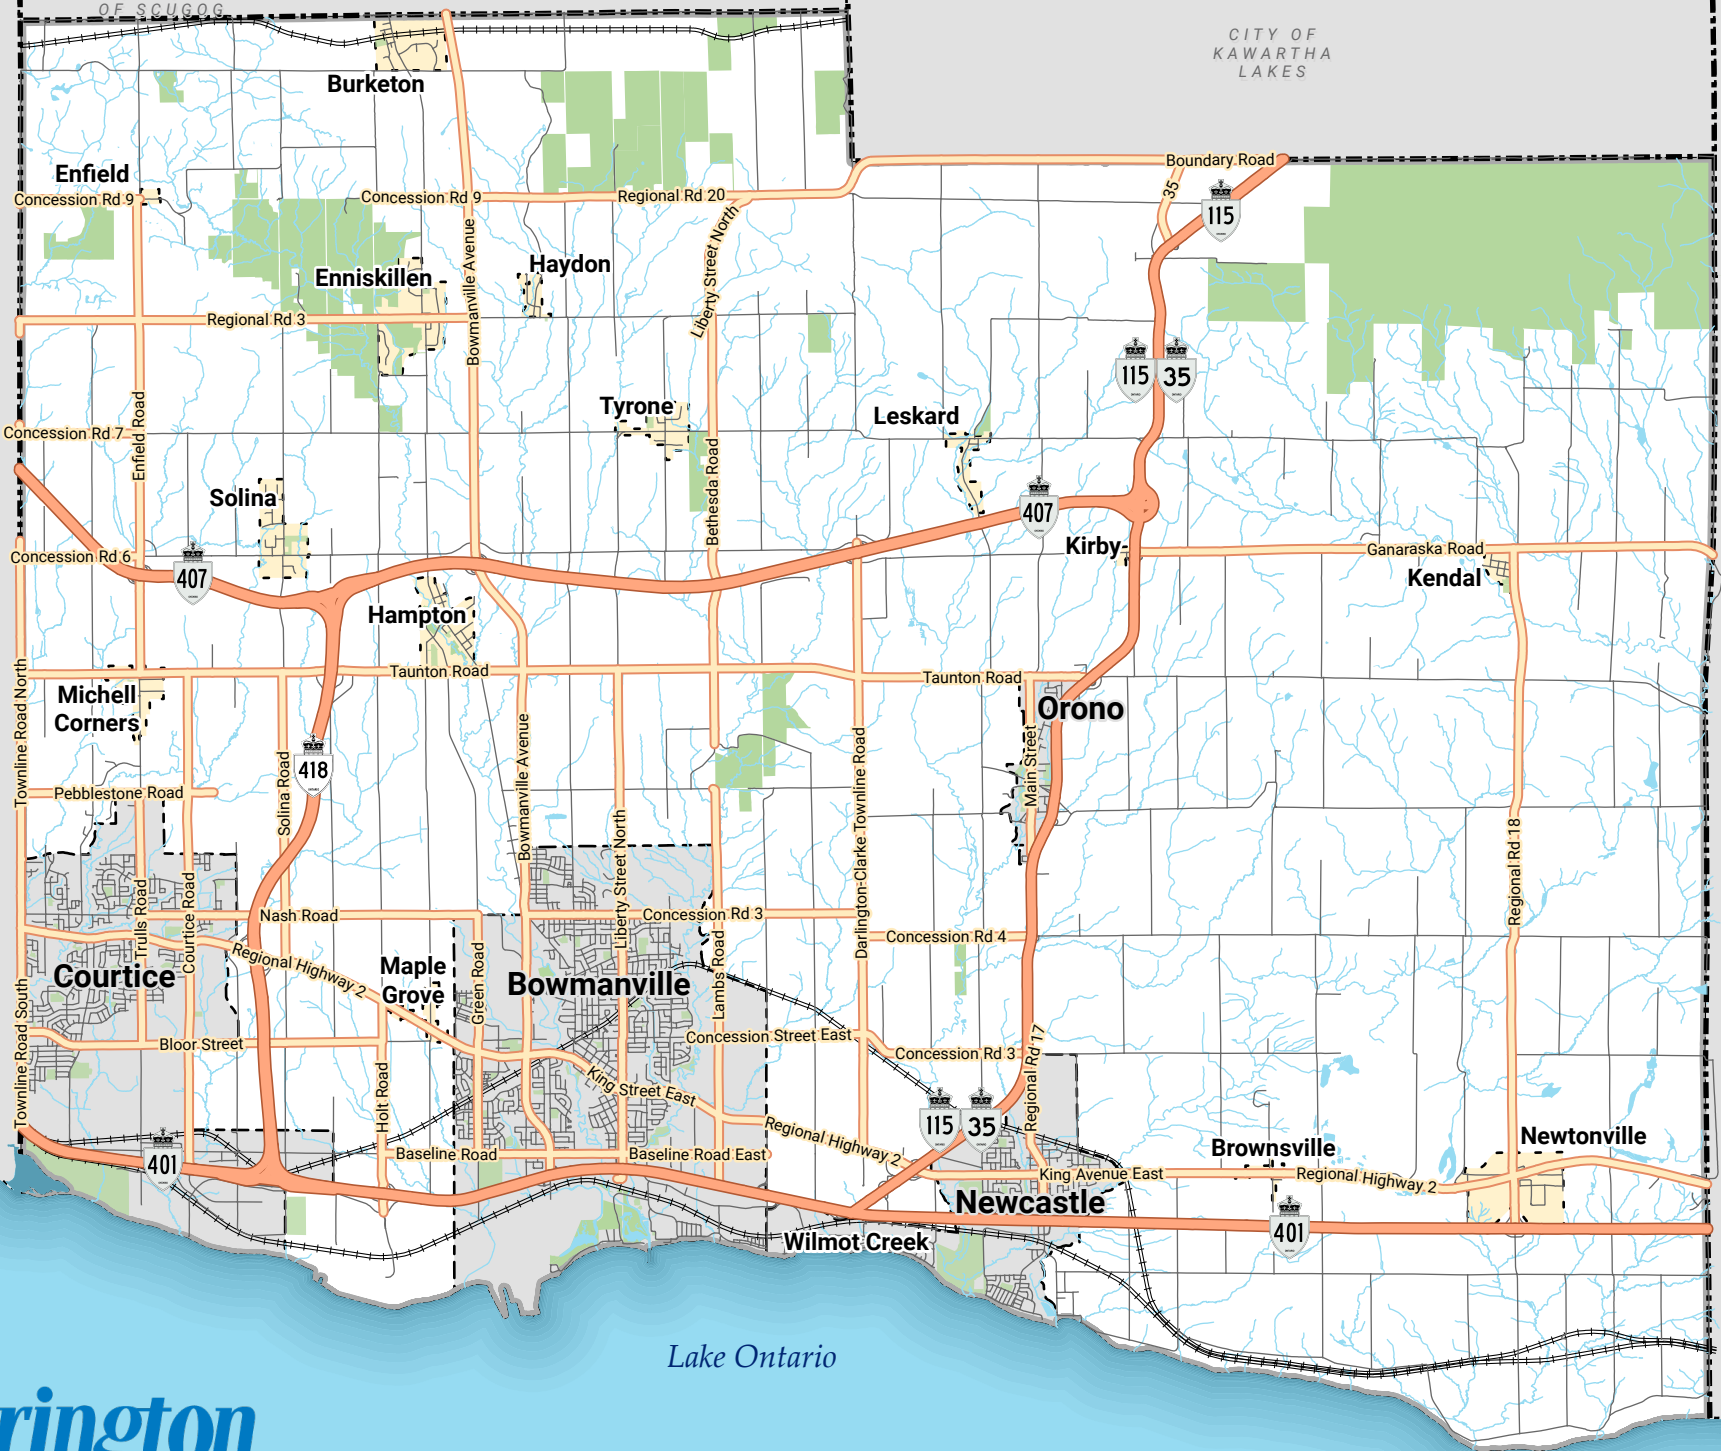 OF SCUGOG
CITY OF
KAWARTHA
LAKES
Burketon
Boundary Road
Enfield
35
Concession Rd 9
Concession Rd 9
Regional Rd 20
115
Liberty Street North
Bowmanville Avenue
Haydon
Enniskillen
Regional Rd 3
115
35
Tyrone
Leskard
Concession Rd 7
Enfield Road
Bethesda Road
Solina
407
Kirby
Ganaraska Road
Concession Rd 6
407
Kendal
Hampton
Taunton Road
Taunton Road
Michell
Corners
Orono
Townline Road North
Main Street
418
Solina Road
Pebblestone Road
Bowmanville Avenue
Liberty Street North
Darlington-Clarke Townline Road
Regional Rd 18
Trulls Road
Courtice Road
Nash Road
Concession Rd 3
Concession Rd 4
Regional Highway 2
Maple
Grove
Courtice
Bowmanville
Green Road
Lambs Road
Townline Road South
Bloor Street
Concession Street East
Concession Rd 3
Regional Rd 17
Holt Road
King Street East
115
35
Regional Highway 2
Brownsville
Newtonville
401
Baseline Road
Baseline Road East
King Avenue East
Regional Highway 2
Newcastle
401
Wilmot Creek
Lake Ontario
rington